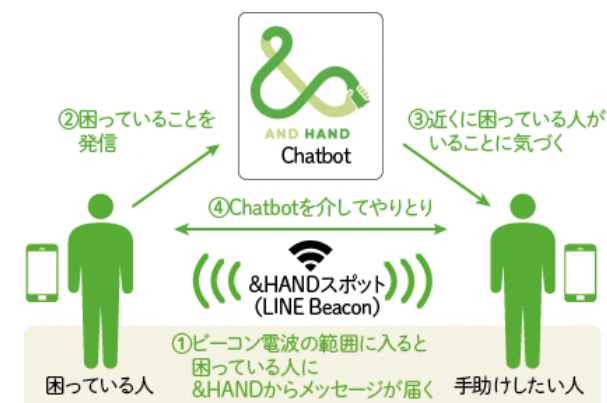 AND HAND
Chatbot
②困っていることを
発信
③近くに困っている人が
いることに気づく
④Chatbotを介してやりとり
&HANDスポット
(LINE Beacon)
①ビーコン電波の範囲に入ると
困っている人に
&HANDからメッセージが届く
困っている人
手助けしたい人